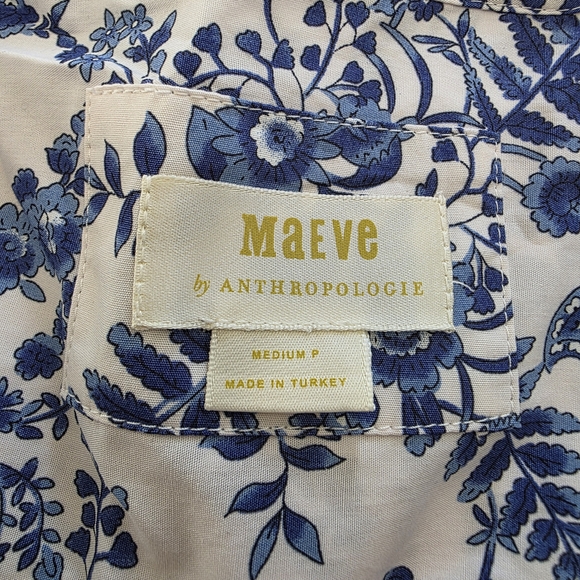 MaEVe
by ANTHROPOLOGIE
MEDIUM P
MADE IN TURKEY